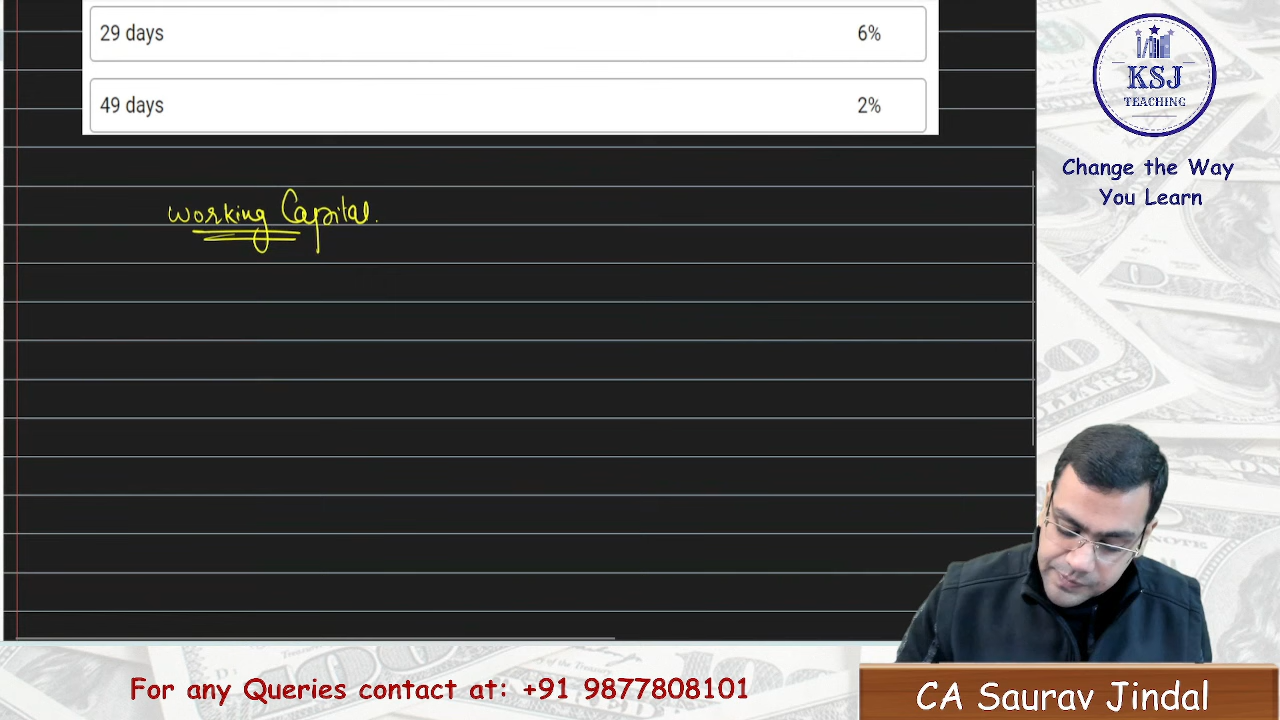 29 days 6%
49 days 2%
working Capital.
KSJ
TEACHING
Change the Way
You Learn
For any Queries contact at: +91 9877808101
CA Saurav Jindal